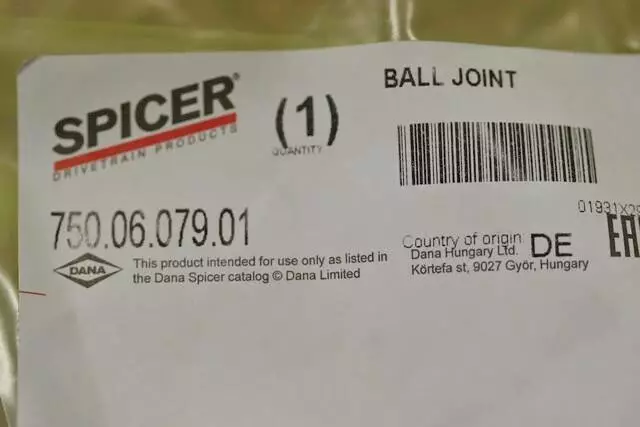 SPICER®
DRIVETRAIN PRODUCTS
(1)
QUANTITY
BALL JOINT
750.06.079.01
DANA
This product intended for use only as listed in
the Dana Spicer catalog © Dana Limited
Country of origin: DE
Dana Hungary Ltd.
Körtefa st, 9027 Győr, Hungary